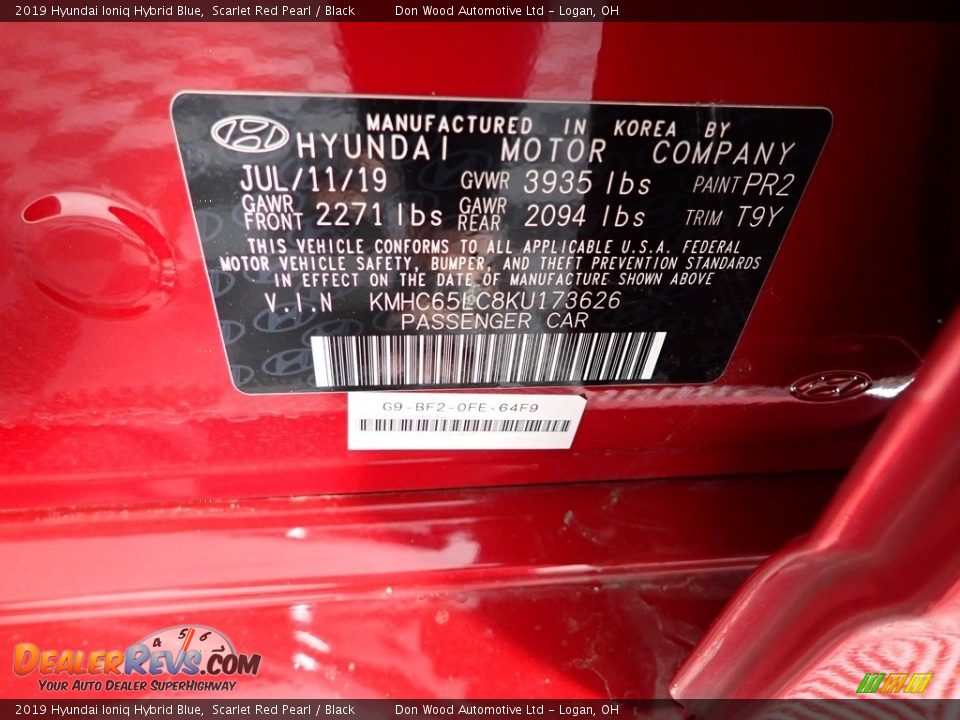 2019 Hyundai Ioniq Hybrid Blue, Scarlet Red Pearl / Black Don Wood Automotive Ltd - Logan, OH
MANUFACTURED IN KOREA BY
HYUNDAI MOTOR COMPANY
JUL/11/19 GVWR 3935 lbs PAINT PR2
GAWR FRONT 2271 lbs GAWR REAR 2094 lbs TRIM T9Y
THIS VEHICLE CONFORMS TO ALL APPLICABLE U.S.A. FEDERAL
MOTOR VEHICLE SAFETY, BUMPER, AND THEFT PREVENTION STANDARDS
IN EFFECT ON THE DATE OF MANUFACTURE SHOWN ABOVE
V.I.N KMHC65LC8KU173626
PASSENGER CAR
G9-BF2-0FE-64F9
4 5 6
DEALERREVS.COM
YOUR AUTO DEALER SUPERHIGHWAY
2019 Hyundai Ioniq Hybrid Blue, Scarlet Red Pearl / Black Don Wood Automotive Ltd - Logan, OH